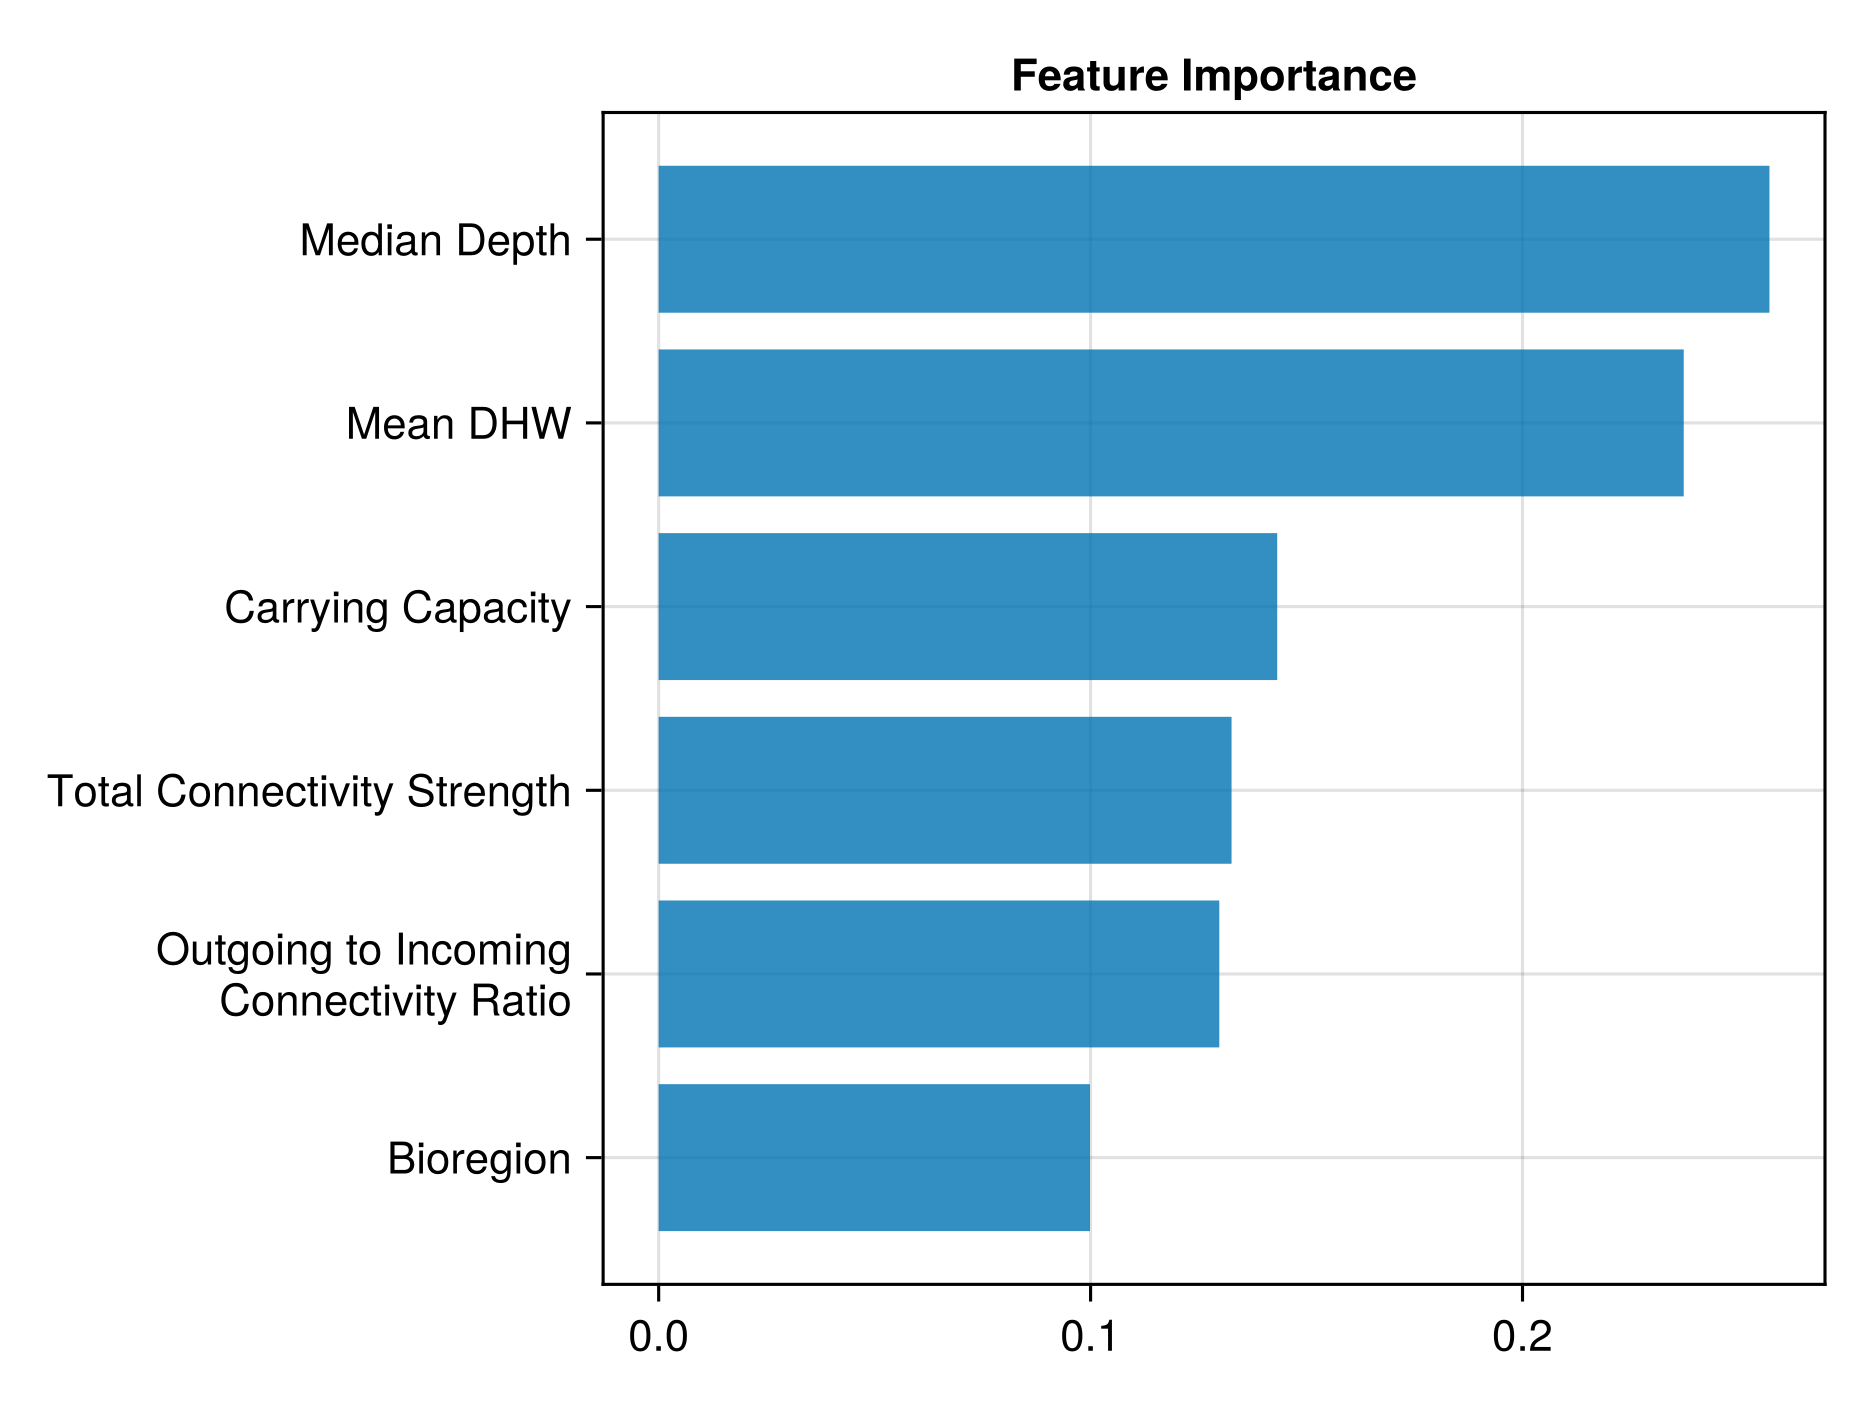 Feature Importance
Median Depth
Mean DHW
Carrying Capacity
Total Connectivity Strength
Outgoing to Incoming
Connectivity Ratio
Bioregion
0.0
0.1
0.2